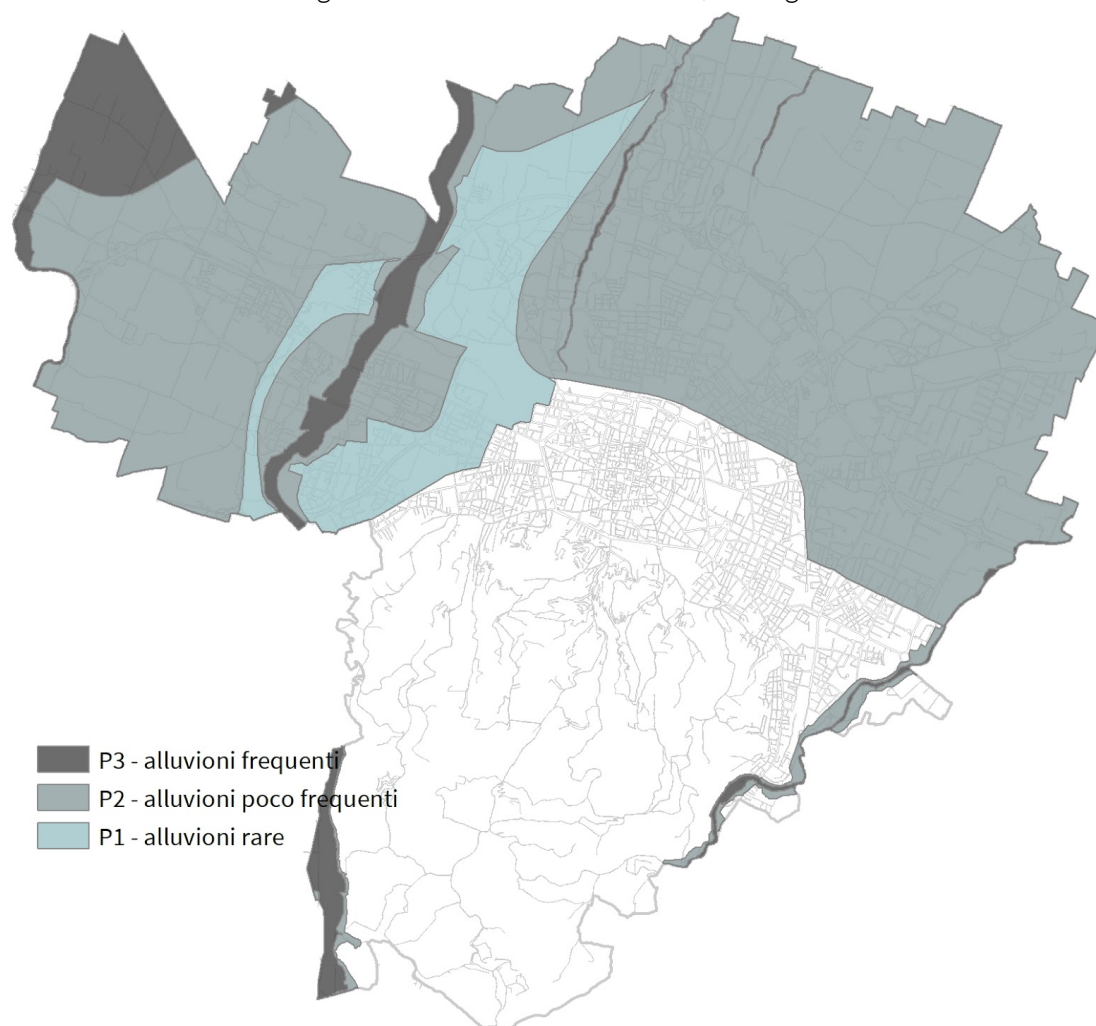 P3 - alluvioni frequenti
P2 - alluvioni poco frequenti
P1 - alluvioni rare